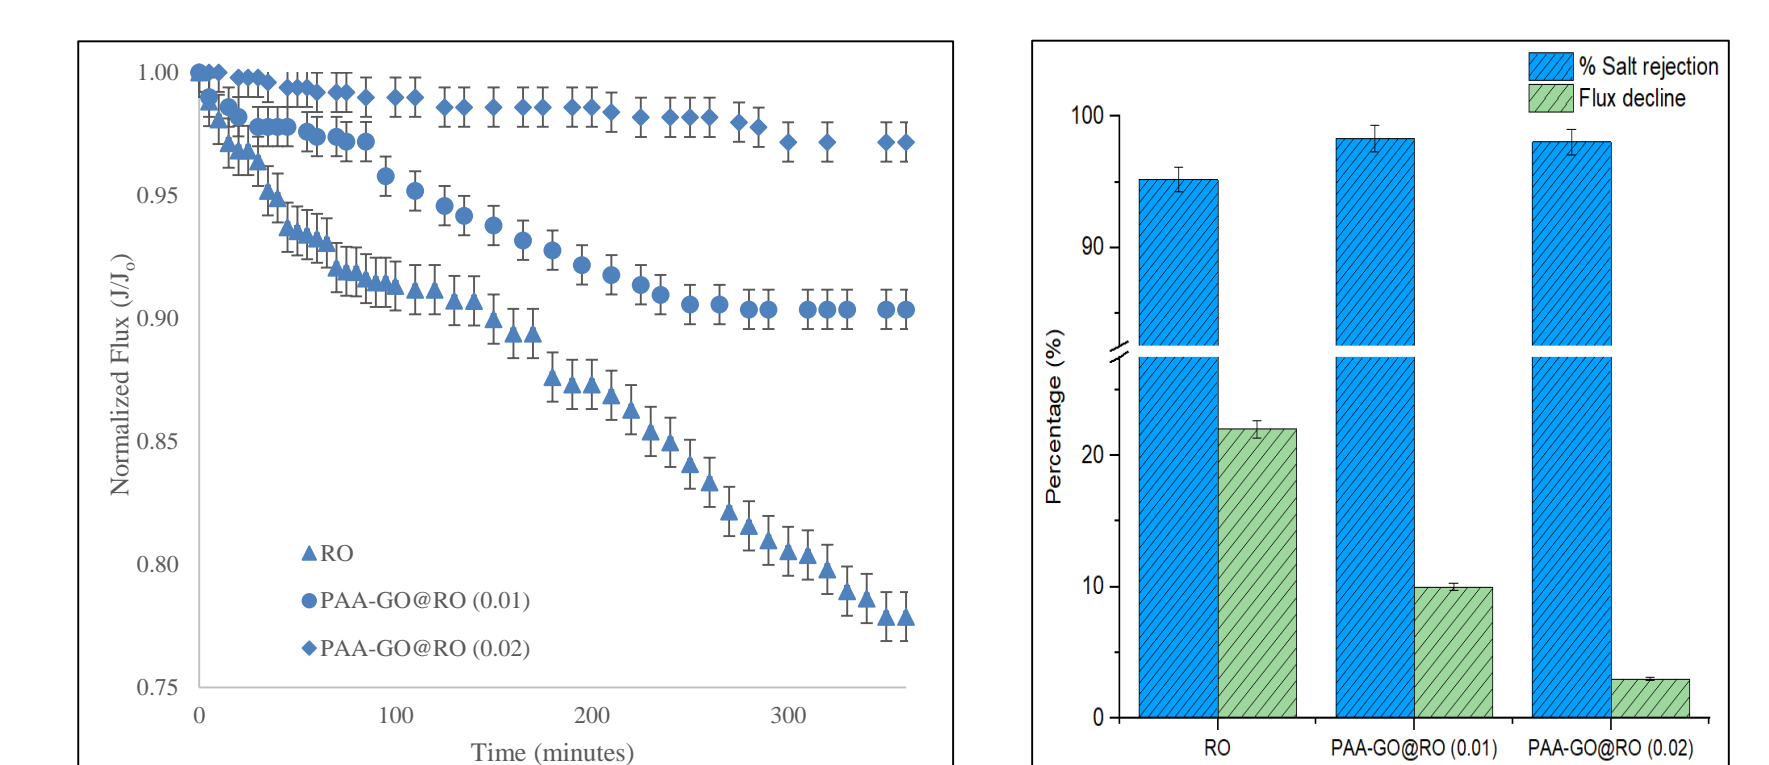 1.00
0.95
0.90
0.85
0.80
0.75
Normalized Flux (J/Jo)
RO
PAA-GO@RO (0.01)
PAA-GO@RO (0.02)
0 100 200 300
Time (minutes)
% Salt rejection
Flux decline
100
90
20
10
0
Percentage (%)
RO PAA-GO@RO (0.01) PAA-GO@RO (0.02)